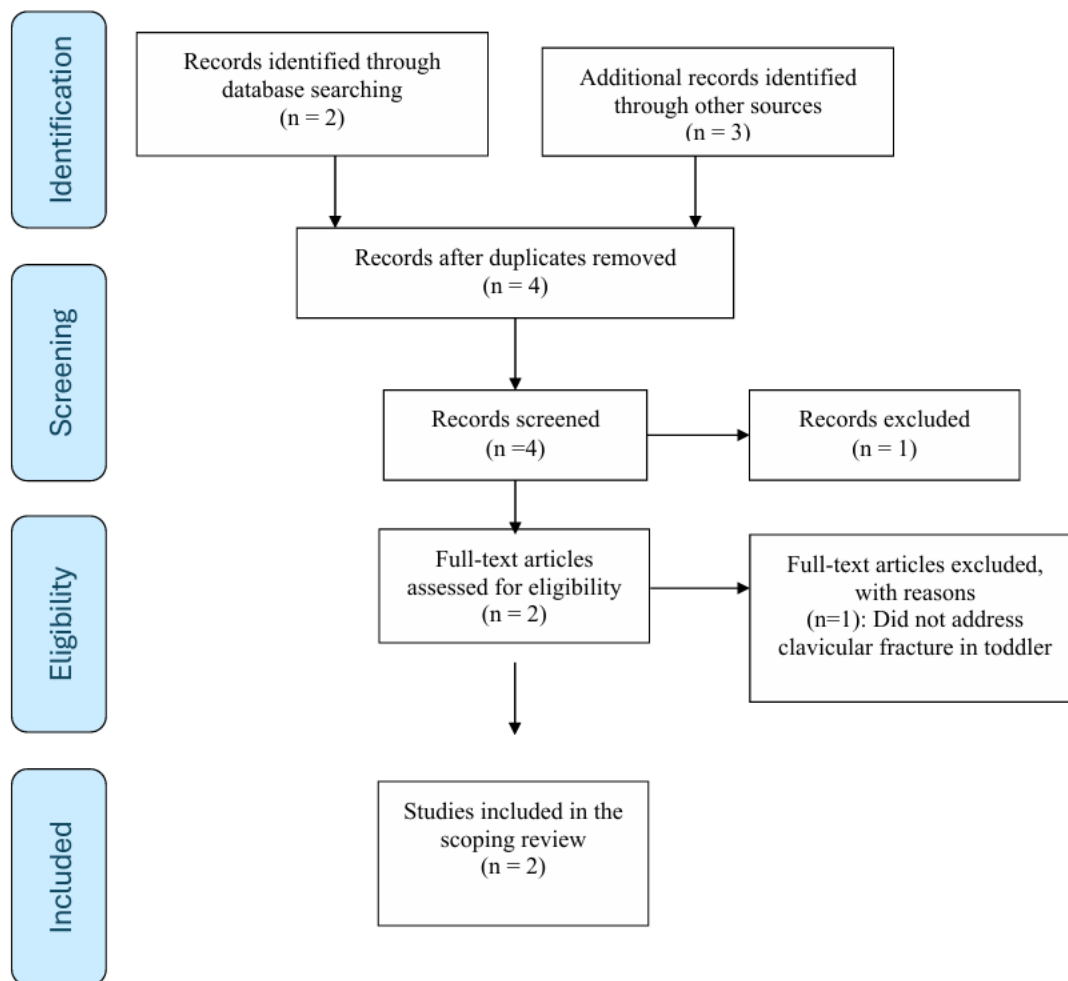 Identification
Records identified through
database searching
(n = 2)
Additional records identified
through other sources
(n = 3)
Records after duplicates removed
(n = 4)
Screening
Records screened
(n =4)
Records excluded
(n = 1)
Eligibility
Full-text articles
assessed for eligibility
(n = 2)
Full-text articles excluded,
with reasons
(n=1): Did not address
clavicular fracture in toddler
Included
Studies included in the
scoping review
(n = 2)